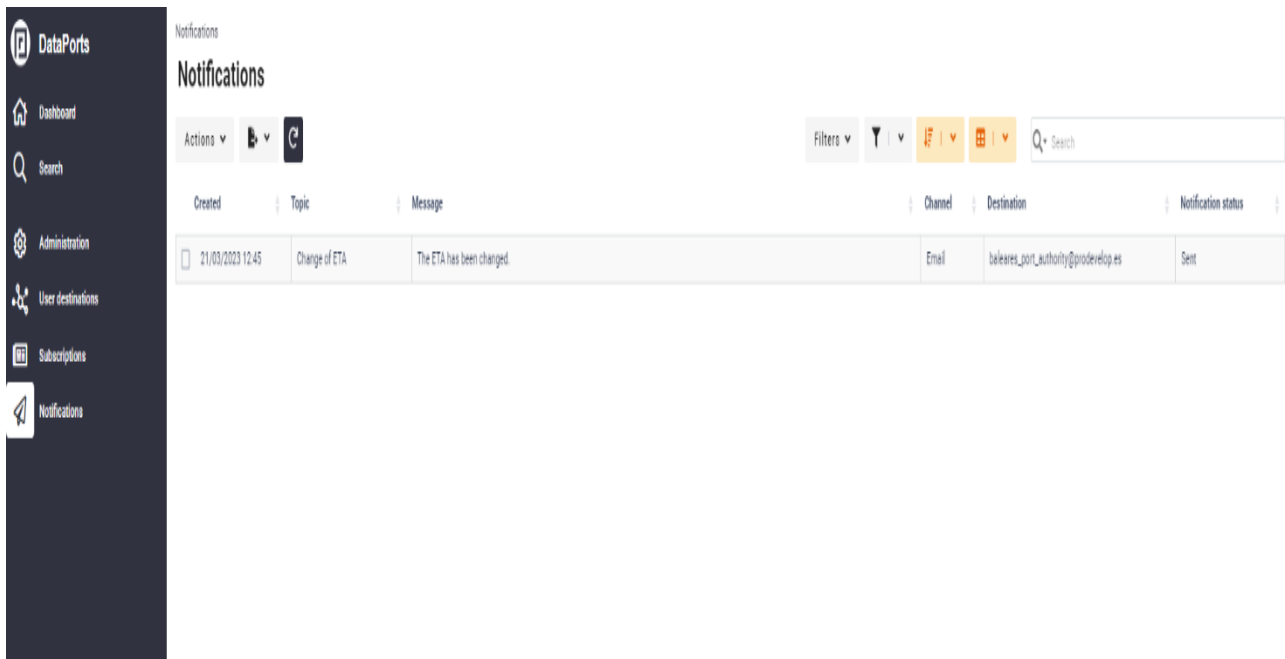 DataPorts
Dashboard
Search
Administration
User destinations
Subscriptions
Notifications
Notifications
Notifications
Actions
Filters
Search
Created Topic Message Channel Destination Notification status
21/03/2023 12:45 Change of ETA The ETA has been changed. Email baleares_port_authority@prodevelop.es Sent